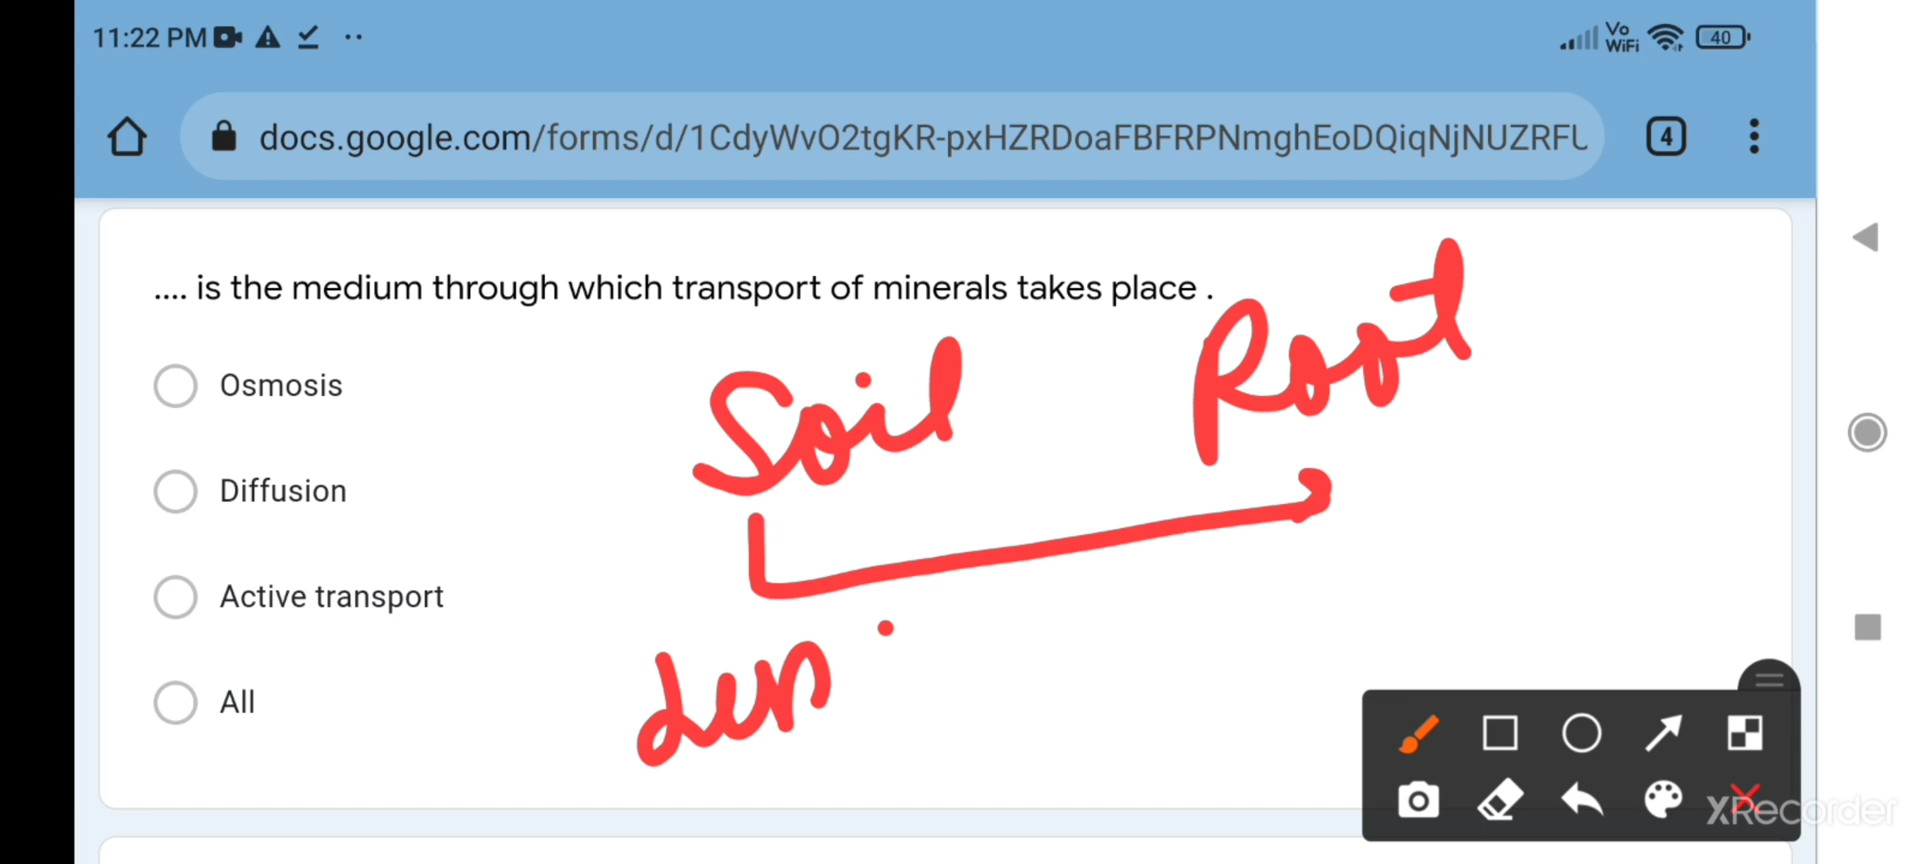 11:22 PM
Vo
WiFi
40
docs.google.com/forms/d/1CdyWvO2tgKR-pxHZRDoaFBFRPNmghEoDQiqNjNUZRFU
4
.... is the medium through which transport of minerals takes place .
Soil Root
Osmosis
Diffusion
Active transport
All
XRecorder